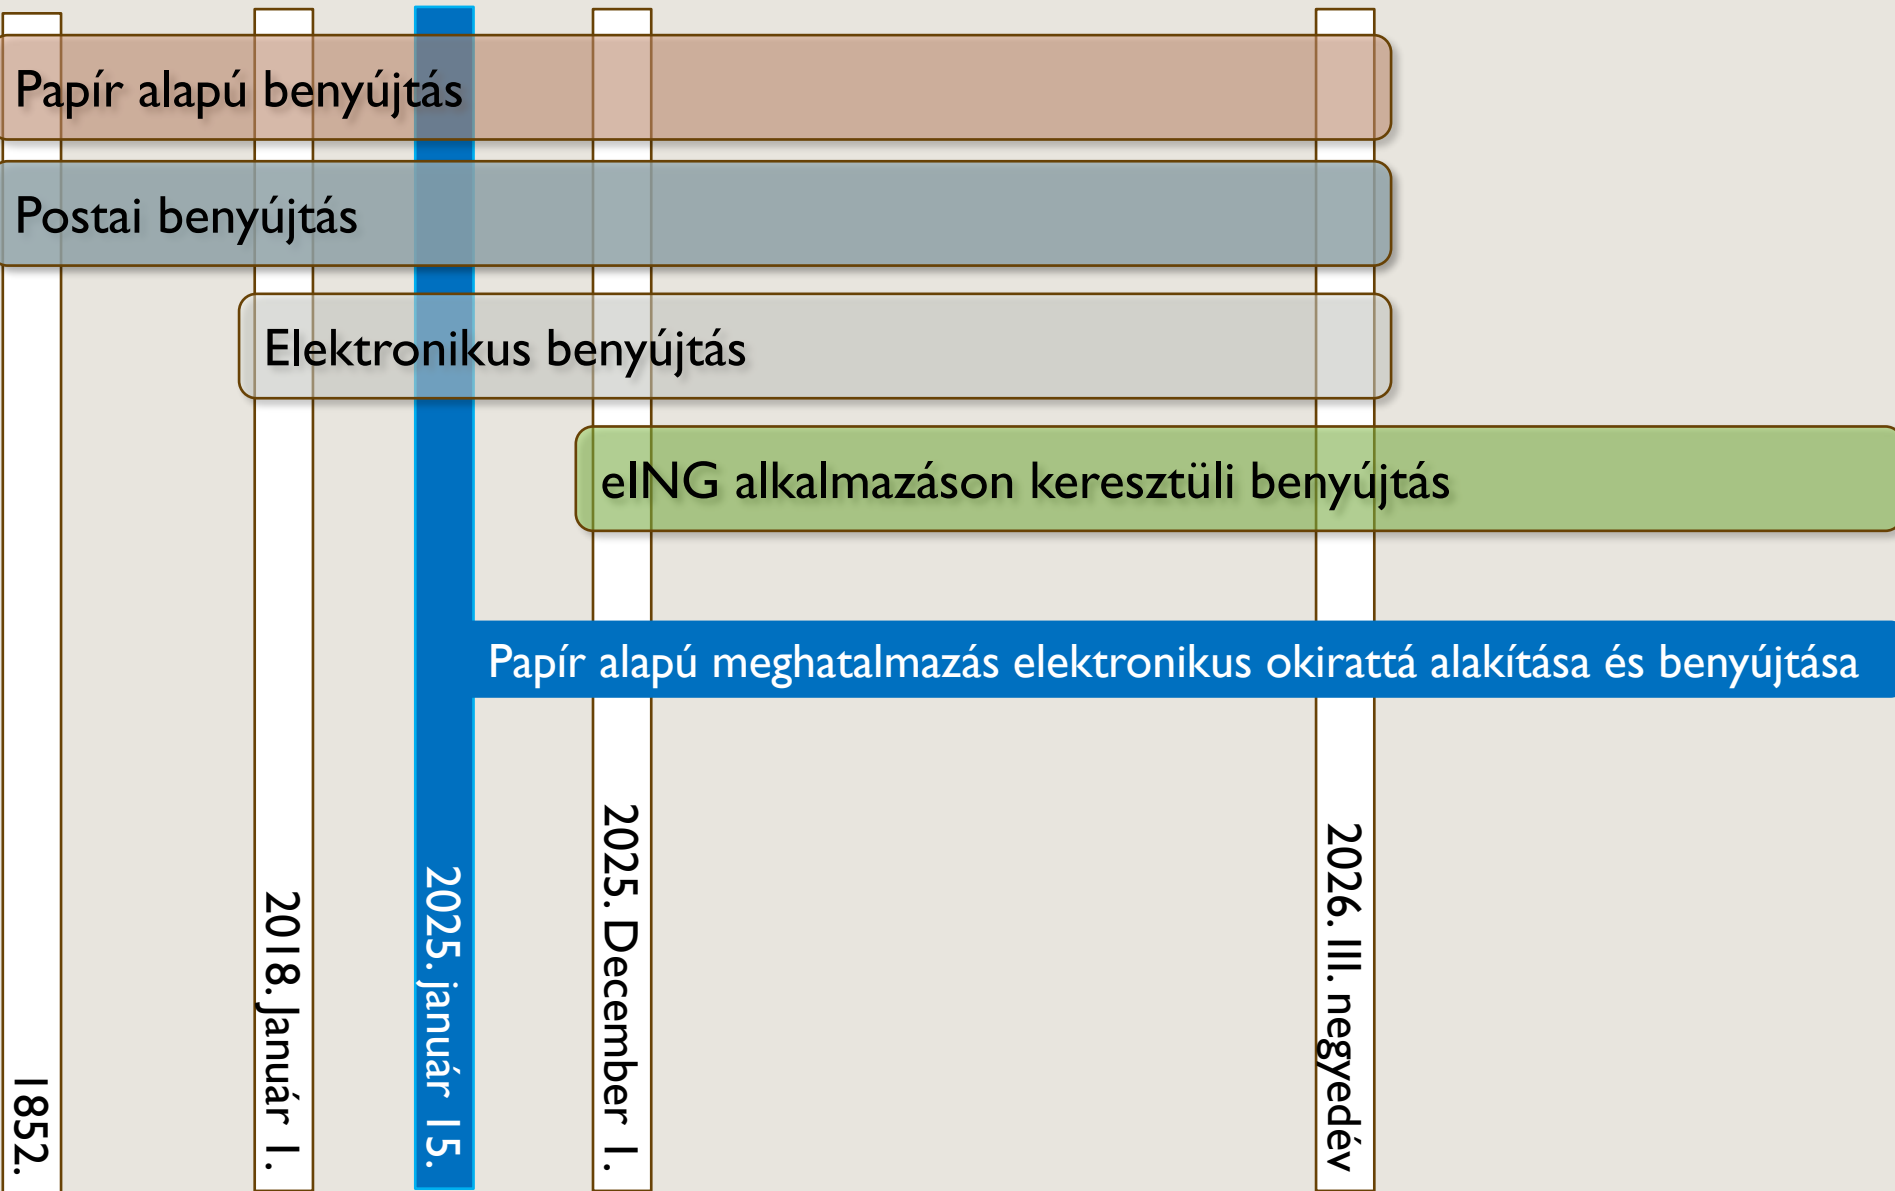 Papír alapú benyújtás
Postai benyújtás
Elektronikus benyújtás
eING alkalmazáson keresztüli benyújtás
Papír alapú meghatalmazás elektronikus okirattá alakítása és benyújtása
1852.
2018. Január 1.
2025. január 15.
2025. December 1.
2026. III. negyedév